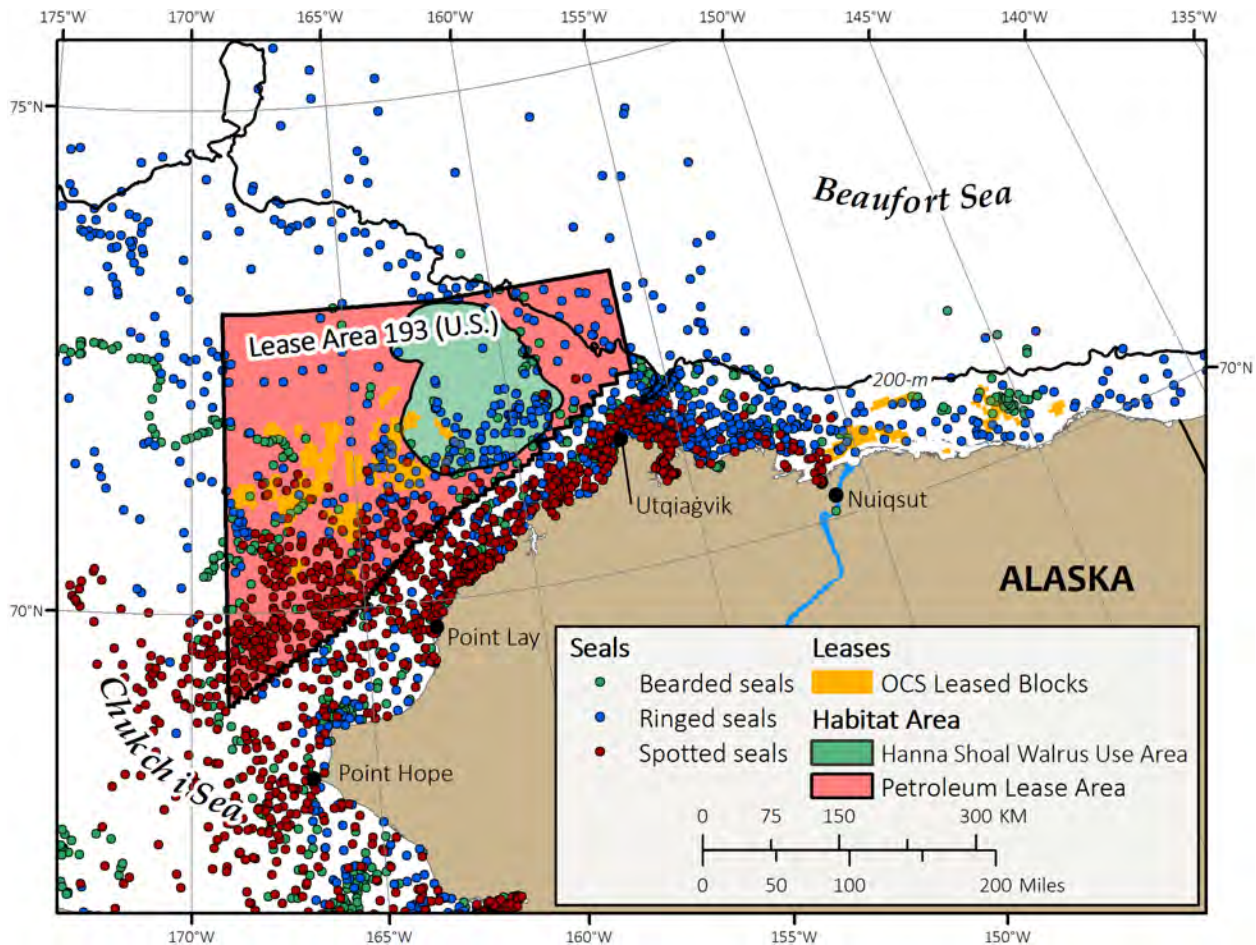 175°W 170°W 165°W 160°W 155°W 150°W 145°W 140°W 135°W
75°N
Beaufort Sea
Lease Area 193 (U.S.)
200-m
70°N
Utqiaġvik
Nuiqsut
ALASKA
70°N
Point Lay
Chukchi Sea
Point Hope
Seals
Bearded seals
Ringed seals
Spotted seals
Leases
OCS Leased Blocks
Habitat Area
Hanna Shoal Walrus Use Area
Petroleum Lease Area
0 75 150 300 KM
0 50 100 200 Miles
170°W 165°W 160°W 155°W 150°W